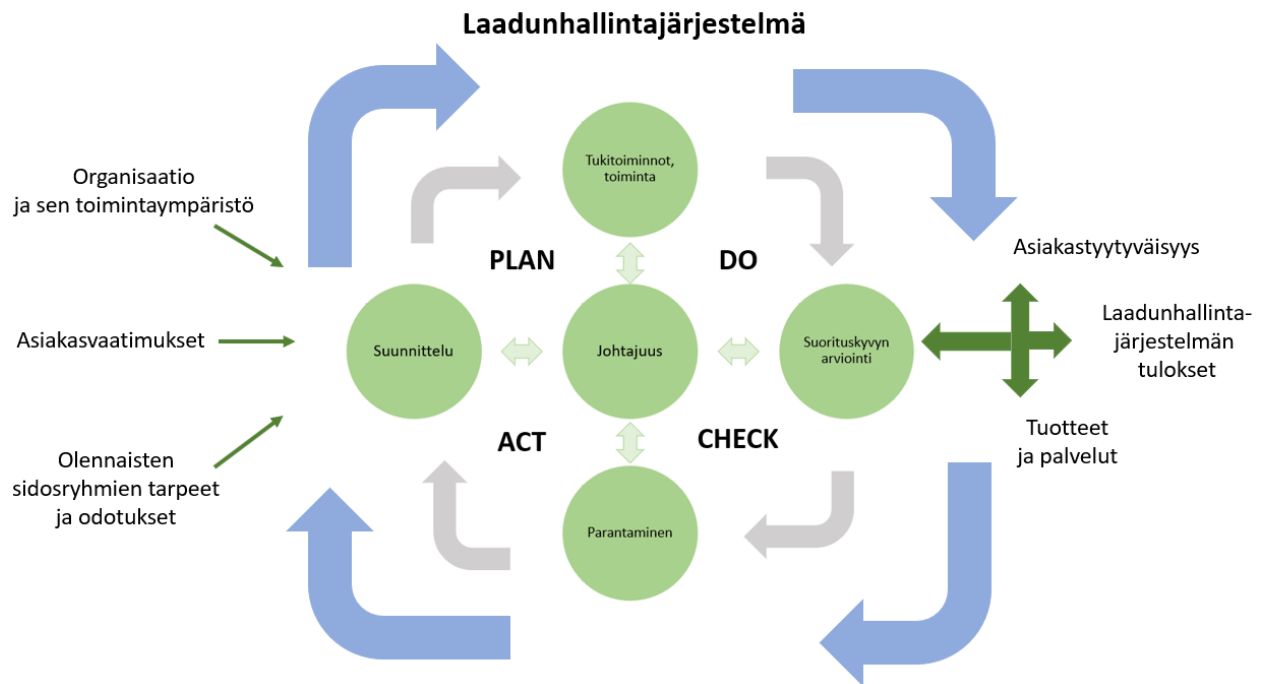 Laadunhallintajärjestelmä
Organisaatio
ja sen toimintaympäristö
Asiakasvaatimukset
Olennaisten
sidosryhmien tarpeet
ja odotukset
Tukitoiminnot,
toiminta
PLAN
DO
Suunnittelu
Johtajuus
Suorituskyvyn
arviointi
ACT
CHECK
Parantaminen
Asiakastyytyväisyys
Laadunhallinta-
järjestelmän
tulokset
Tuotteet
ja palvelut